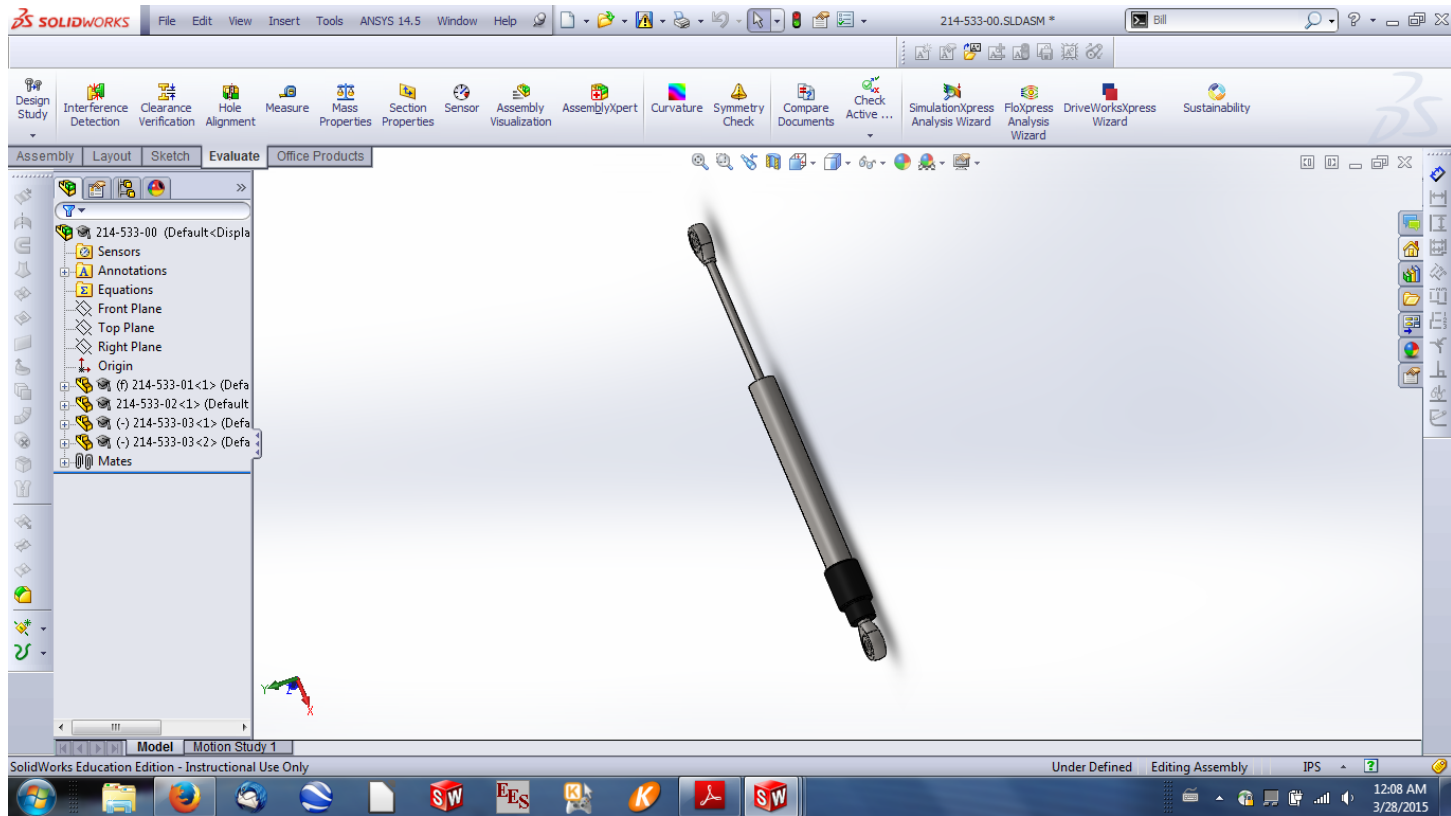 SOLIDWORKS File Edit View Insert Tools ANSYS 14.5 Window Help 214-533-00.SLDASM * Bill
Design Study
Interference Detection
Clearance Verification
Hole Alignment
Measure
Mass Properties
Section Properties
Sensor
Assembly Visualization
AssemblyXpert
Curvature
Symmetry Check
Compare Documents
Check Active ...
SimulationXpress Analysis Wizard
FloXpress Analysis Wizard
DriveWorksXpress Wizard
Sustainability
Assembly Layout Sketch Evaluate Office Products
214-533-00 (Default<Displa
Sensors
Annotations
Equations
Front Plane
Top Plane
Right Plane
Origin
(f) 214-533-01<1> (Defa
214-533-02<1> (Default
(-) 214-533-03<1> (Defa
(-) 214-533-03<2> (Defa
Mates
Y Z X
Model Motion Study 1
SolidWorks Education Edition - Instructional Use Only Under Defined Editing Assembly IPS
SW EES K K SW
12:08 AM
3/28/2015